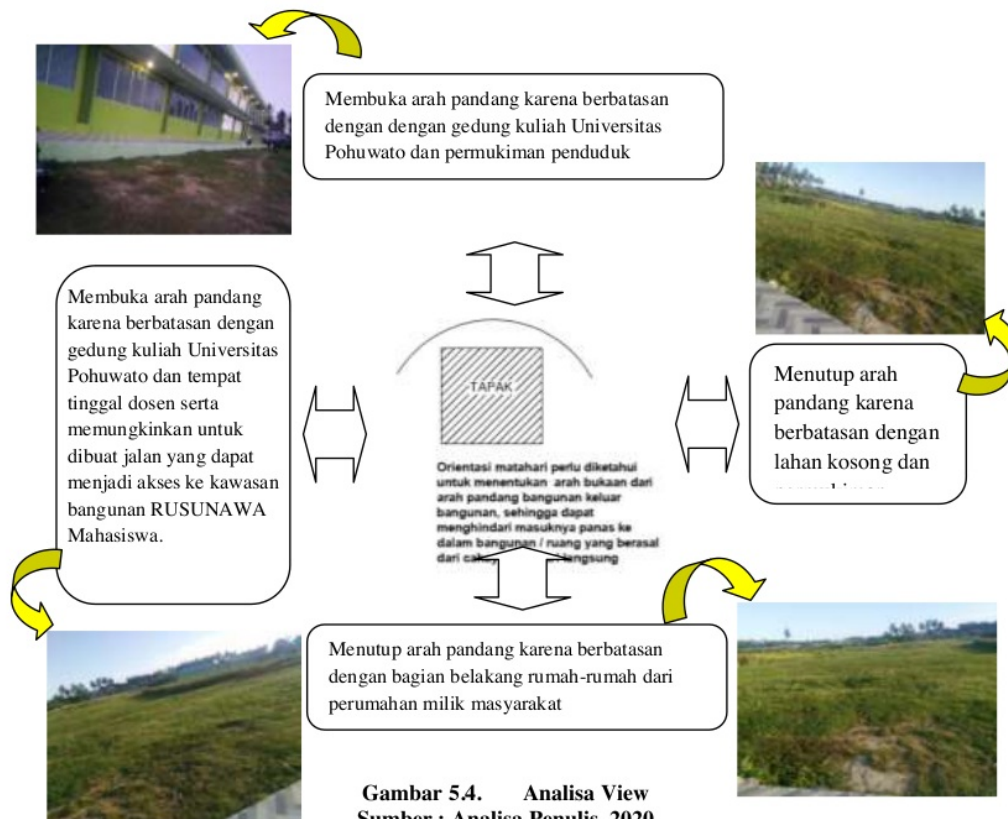 Membuka arah pandang karena berbatasan
dengan dengan gedung kuliah Universitas
Pohuwato dan permukiman penduduk
Membuka arah pandang
karena berbatasan dengan
gedung kuliah Universitas
Pohuwato dan tempat
tinggal dosen serta
memungkinkan untuk
dibuat jalan yang dapat
menjadi akses ke kawasan
bangunan RUSUNAWA
Mahasiswa.
TAPAK
Orientasi matahari perlu diketahui
untuk menentukan arah bukaan dari
arah pandang bangunan keluar
bangunan, sehingga dapat
menghindari masuknya panas ke
dalam bangunan / ruang yang berasal
dari langsung
Menutup arah
pandang karena
berbatasan dengan
lahan kosong dan
Menutup arah pandang karena berbatasan
dengan bagian belakang rumah-rumah dari
perumahan milik masyarakat
Gambar 5.4. Analisa View
Sumber : Analisa Penulis, 2020